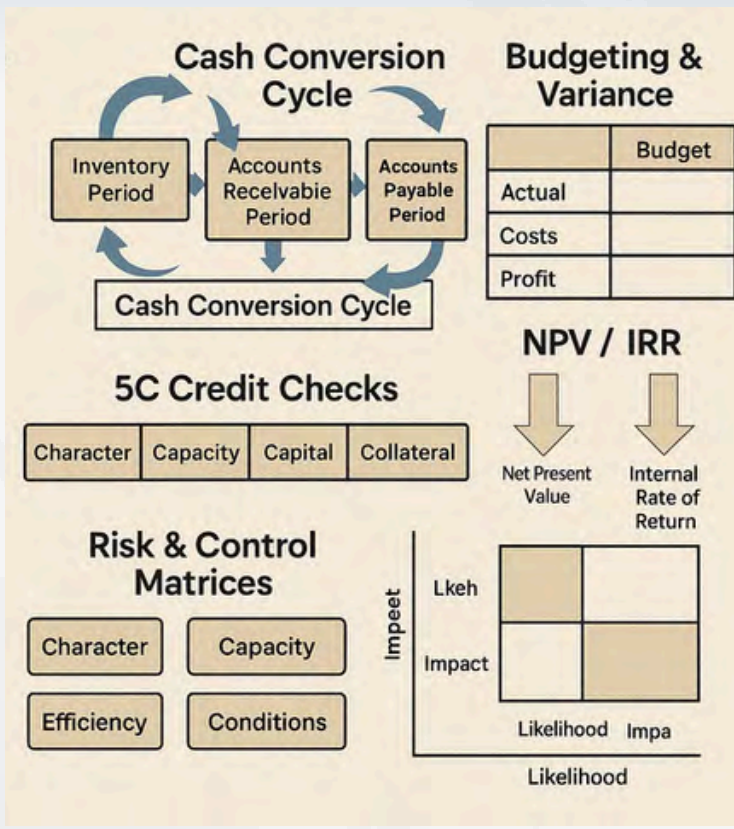 Cash Conversion
Cycle
Inventory
Period
Accounts
Recelvabie
Period
Accounts
Payable
Period
Cash Conversion Cycle
Budgeting &
Variance
Budget
Actual
Costs
Profit
5C Credit Checks
Character
Capacity
Capital
Collateral
NPV / IRR
Net Present
Value
Internal
Rate of
Return
Risk & Control
Matrices
Character
Capacity
Efficiency
Conditions
Impeet
Lkeh
Impact
Likelihood
Impa
Likelihood